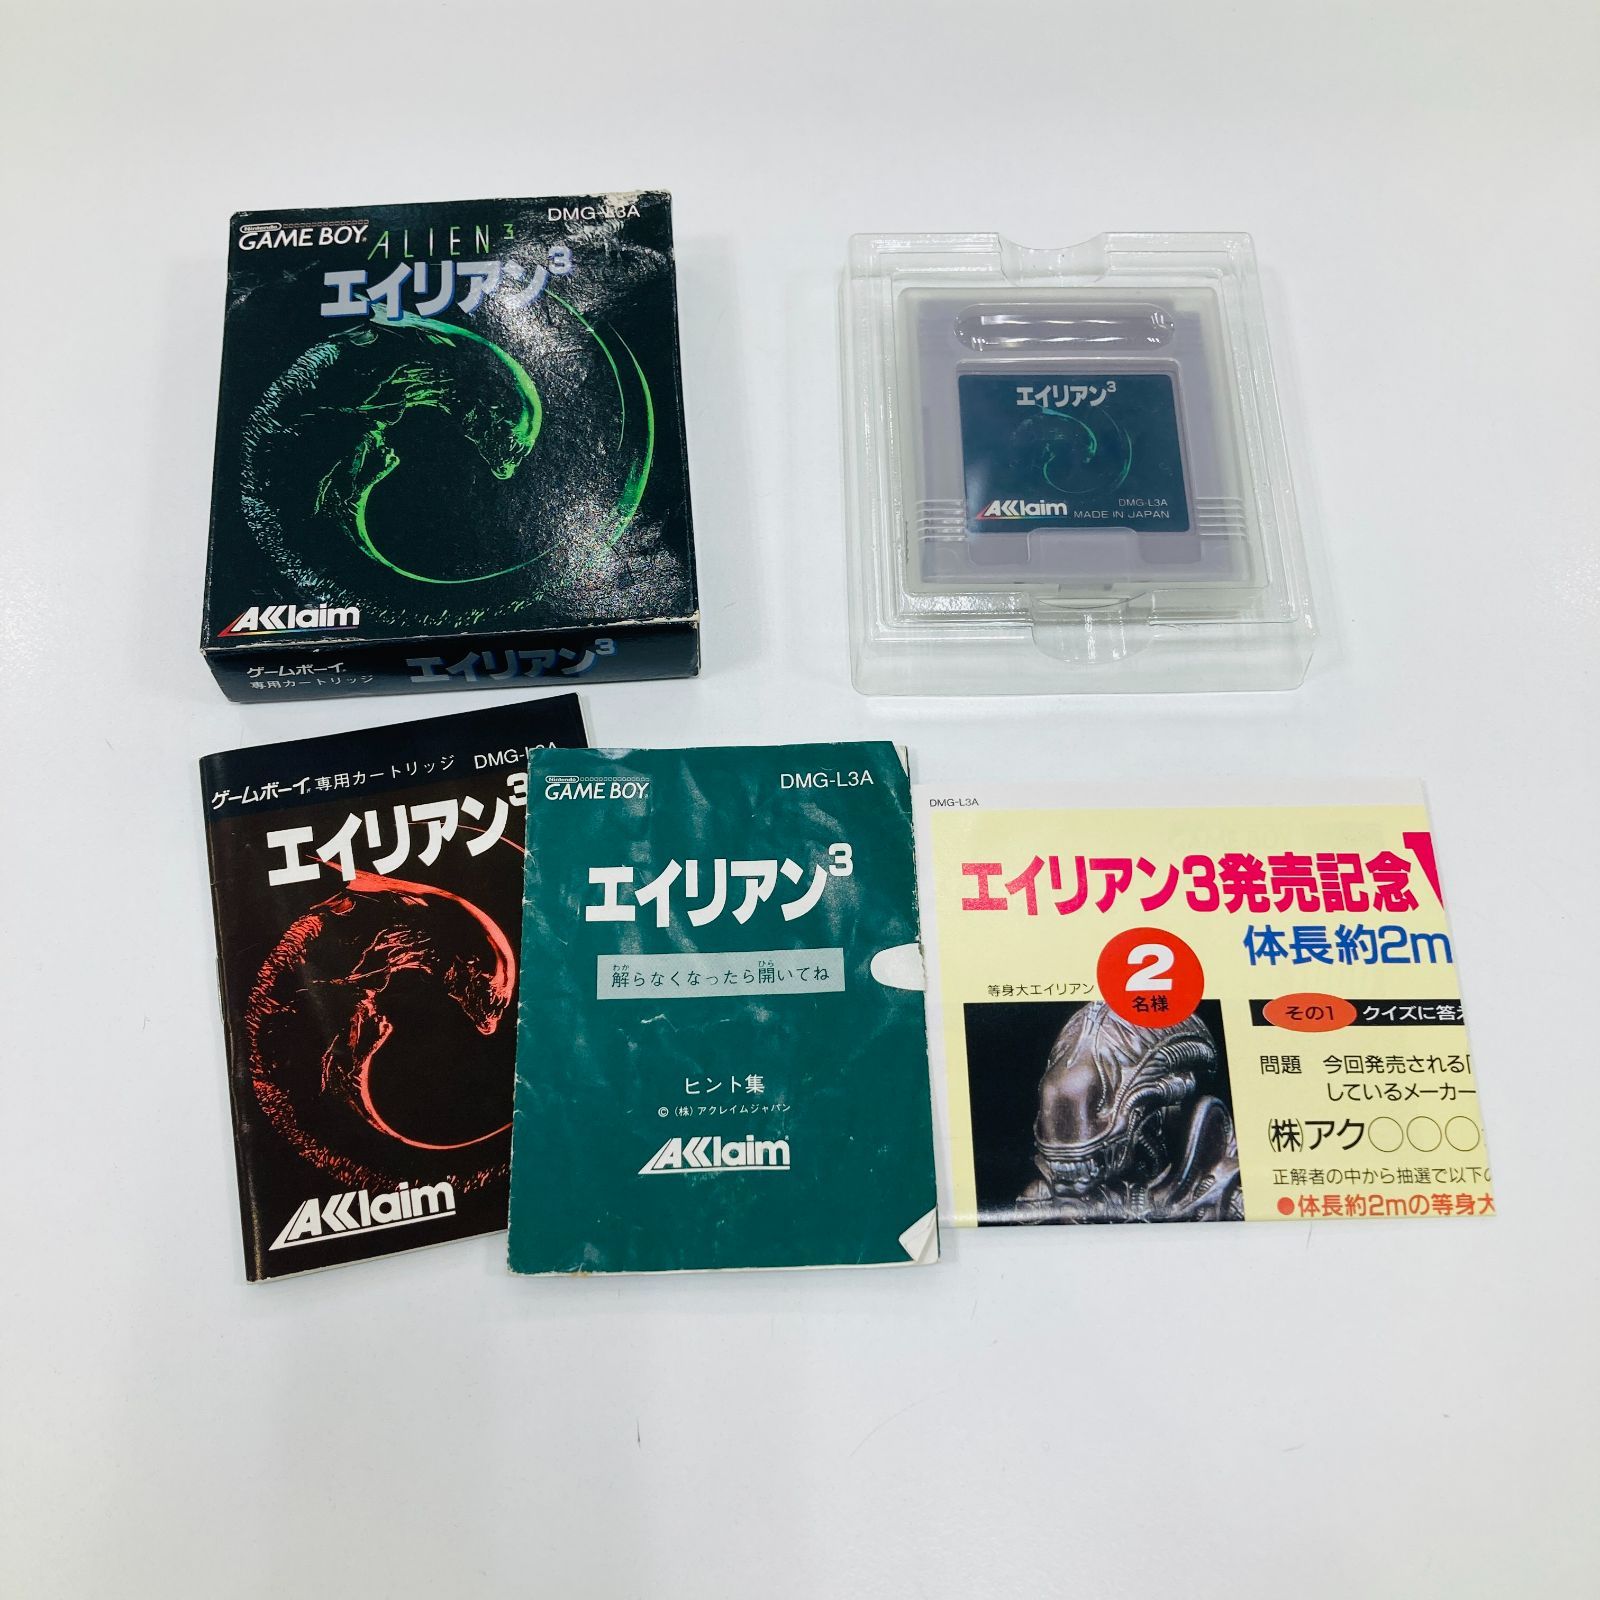 Nintendo
GAME BOY
DMG-L3A
ALIEN 3
エイリアン3
AKKlaim
ゲームボーイ
専用カートリッジ
エイリアン3
エイリアン3
AKKlaim
DMG-L3A
MADE IN JAPAN
ゲームボーイ専用カートリッジ DMG-L3A
エイリアン3
AKKlaim
Nintendo
GAME BOY
DMG-L3A
エイリアン3
わか ひら
解らなくなったら開いてね
ヒント集
© (株) アクレイムジャパン
AKKlaim
DMG-L3A
エイリアン3発売記念
体長約2m
2
名様
等身大エイリアン
その1 クイズに答
問題 今回発売される「
しているメーカー
(株)アク○○○
正解者の中から抽選で以下
●体長約2mの等身大